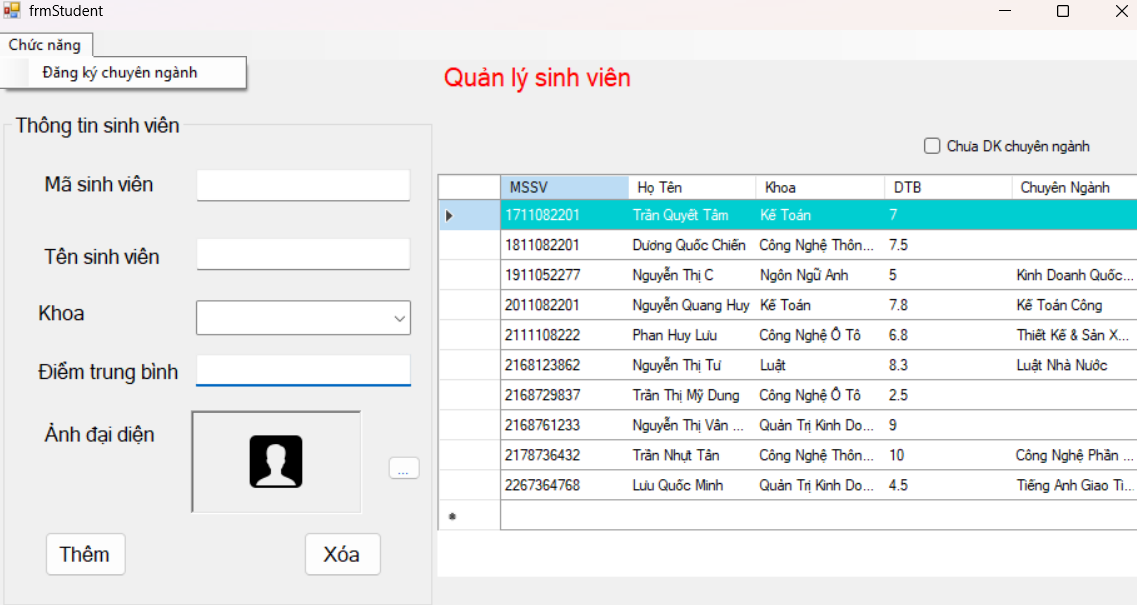 frmStudent
Chức năng
Đăng ký chuyên ngành
Quản lý sinh viên
Thông tin sinh viên
Mã sinh viên
Tên sinh viên
Khoa
Điểm trung bình
Ảnh đại diện
...
Thêm
Xóa
Chưa DK chuyên ngành
MSSV Họ Tên Khoa DTB Chuyên Ngành
1711082201 Trần Quyết Tâm Kế Toán 7
1811082201 Dương Quốc Chiến Công Nghệ Thôn... 7.5
1911052277 Nguyễn Thị C Ngôn Ngữ Anh 5 Kinh Doanh Quốc...
2011082201 Nguyễn Quang Huy Kế Toán 7.8 Kế Toán Công
2111108222 Phan Huy Lưu Công Nghệ Ô Tô 6.8 Thiết Kế & Sản X...
2168123862 Nguyễn Thị Tư Luật 8.3 Luật Nhà Nước
2168729837 Trần Thị Mỹ Dung Công Nghệ Ô Tô 2.5
2168761233 Nguyễn Thị Vân ... Quản Trị Kinh Do... 9
2178736432 Trần Nhựt Tân Công Nghệ Thôn... 10 Công Nghệ Phần ...
2267364768 Lưu Quốc Minh Quản Trị Kinh Do... 4.5 Tiếng Anh Giao Ti...